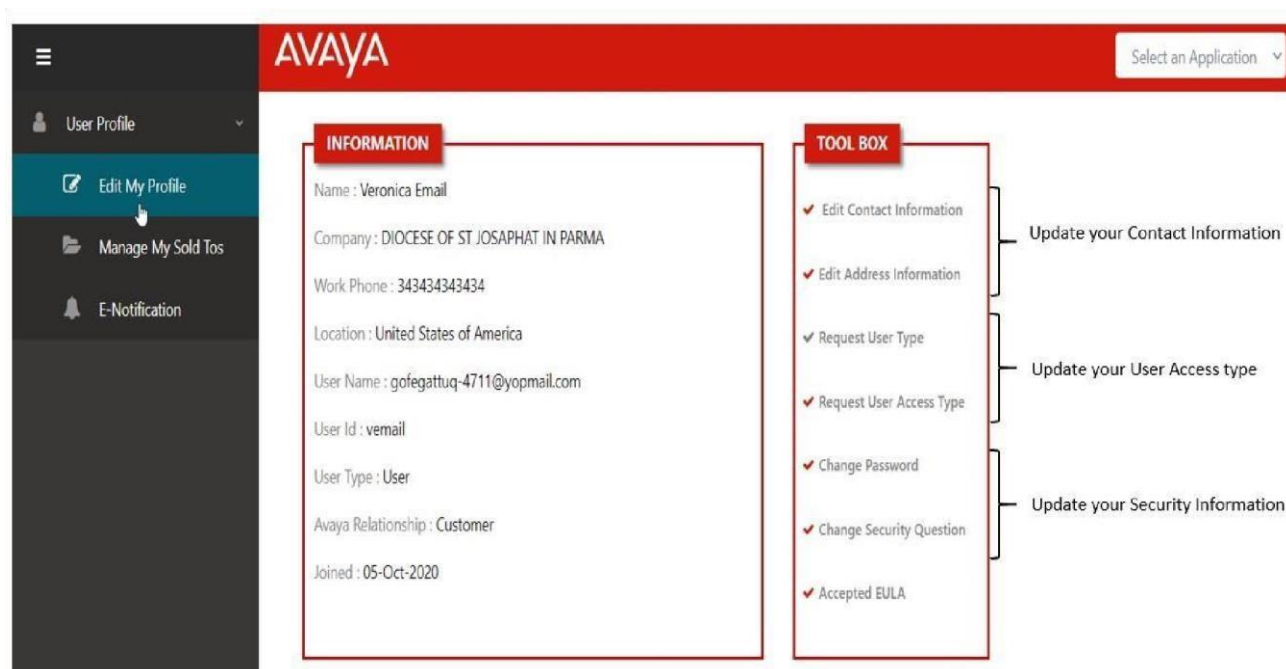 AVAYA
Select an Application
User Profile
Edit My Profile
Manage My Sold Tos
E-Notification
INFORMATION
Name : Veronica Email
Company : DIOCESE OF ST JOSAPHAT IN PARMA
Work Phone : 343434343434
Location : United States of America
User Name : gofegattuq-4711@yopmail.com
User Id : vemail
User Type : User
Avaya Relationship : Customer
Joined : 05-Oct-2020
TOOL BOX
Edit Contact Information
Edit Address Information
Request User Type
Request User Access Type
Change Password
Change Security Question
Accepted EULA
Update your Contact Information
Update your User Access type
Update your Security Information